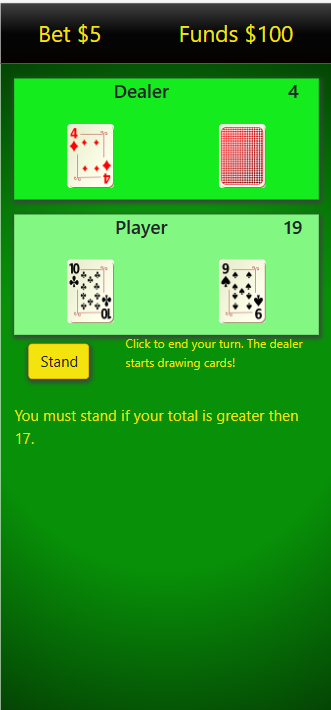 Bet $5 Funds $100
Dealer 4
4
4
Player 19
10 9
10 9
Stand
Click to end your turn. The dealer
starts drawing cards!
You must stand if your total is greater then
17.